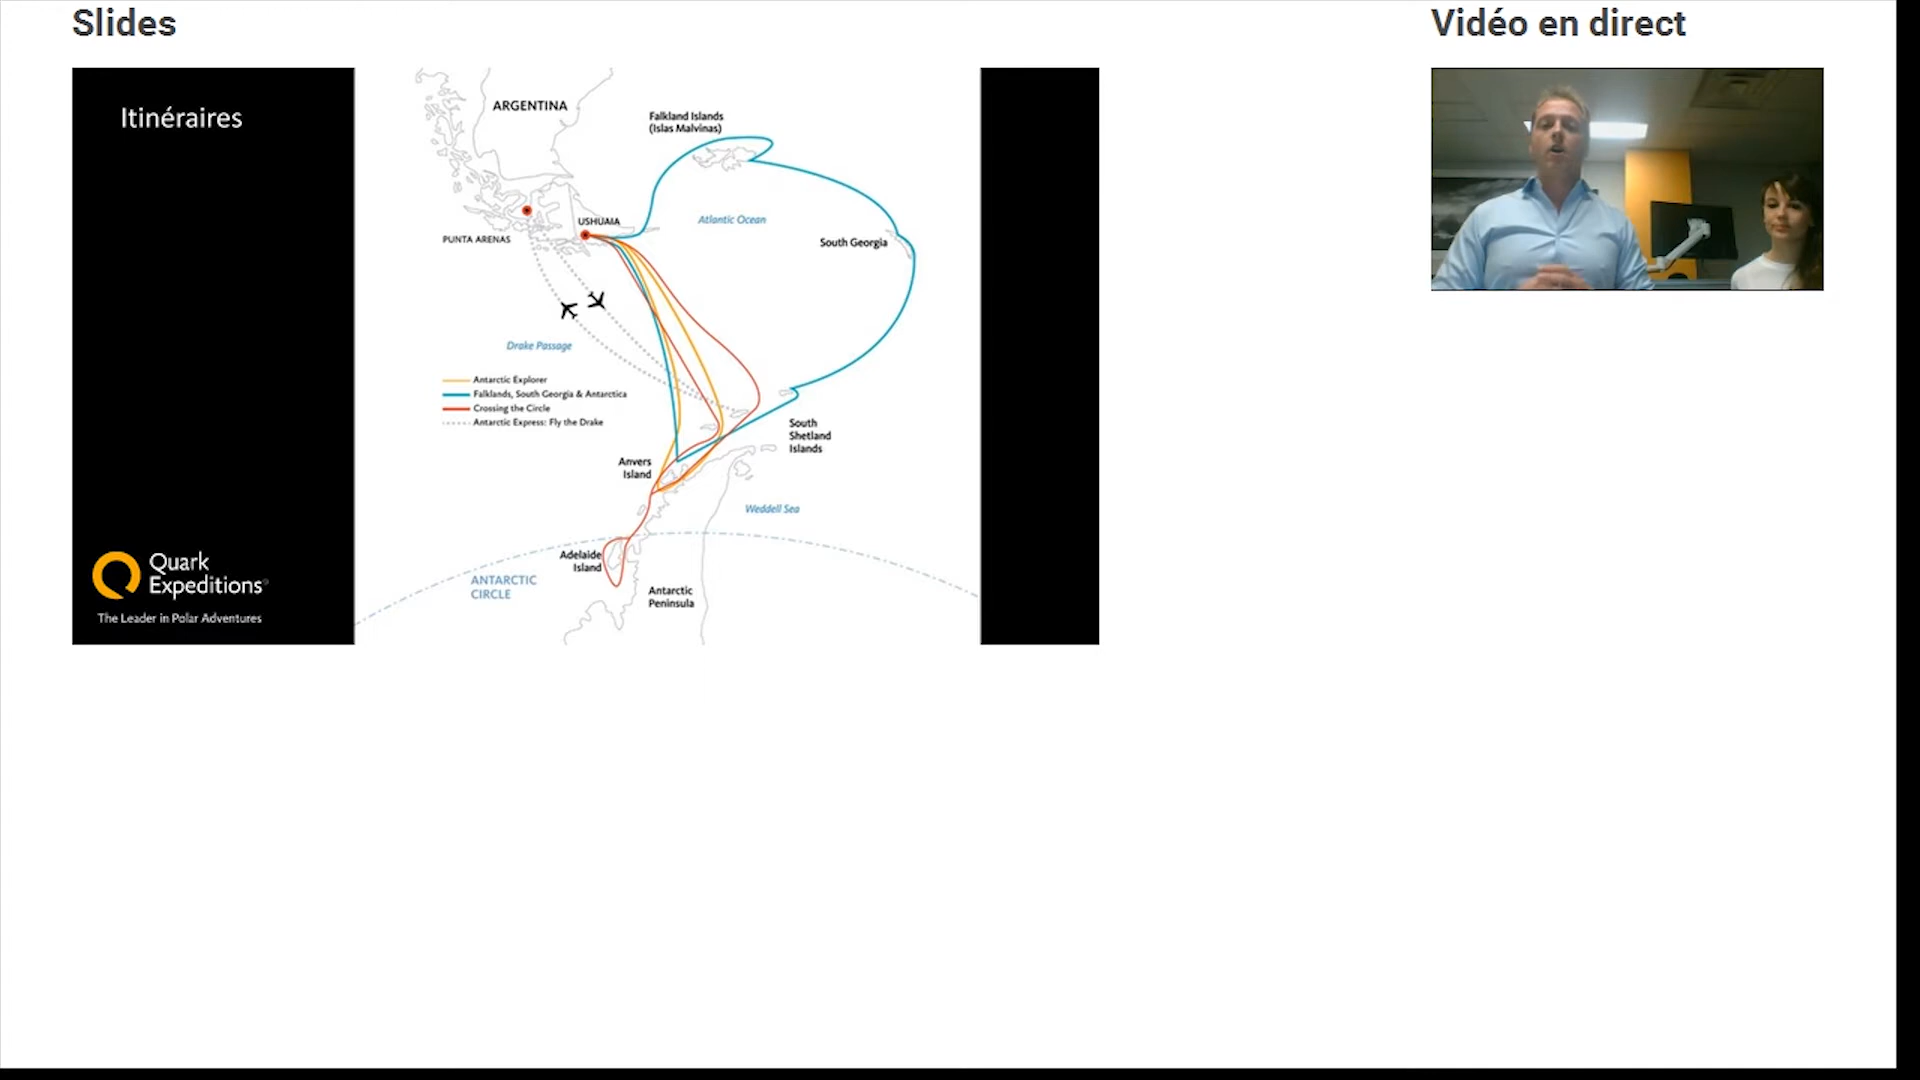 Slides
Vidéo en direct
Itinéraires
ARGENTINA
Falkland Islands
(Islas Malvinas)
USHUAIA
Atlantic Ocean
PUNTA ARENAS
South Georgia
Drake Passage
Antarctic Explorer
Falklands, South Georgia & Antarctica
Crossing the Circle
Antarctic Express: Fly the Drake
South
Shetland
Islands
Anvers
Island
Weddell Sea
Adelaide
Island
ANTARCTIC
CIRCLE
Antarctic
Peninsula
Quark
Expeditions®
The Leader in Polar Adventures